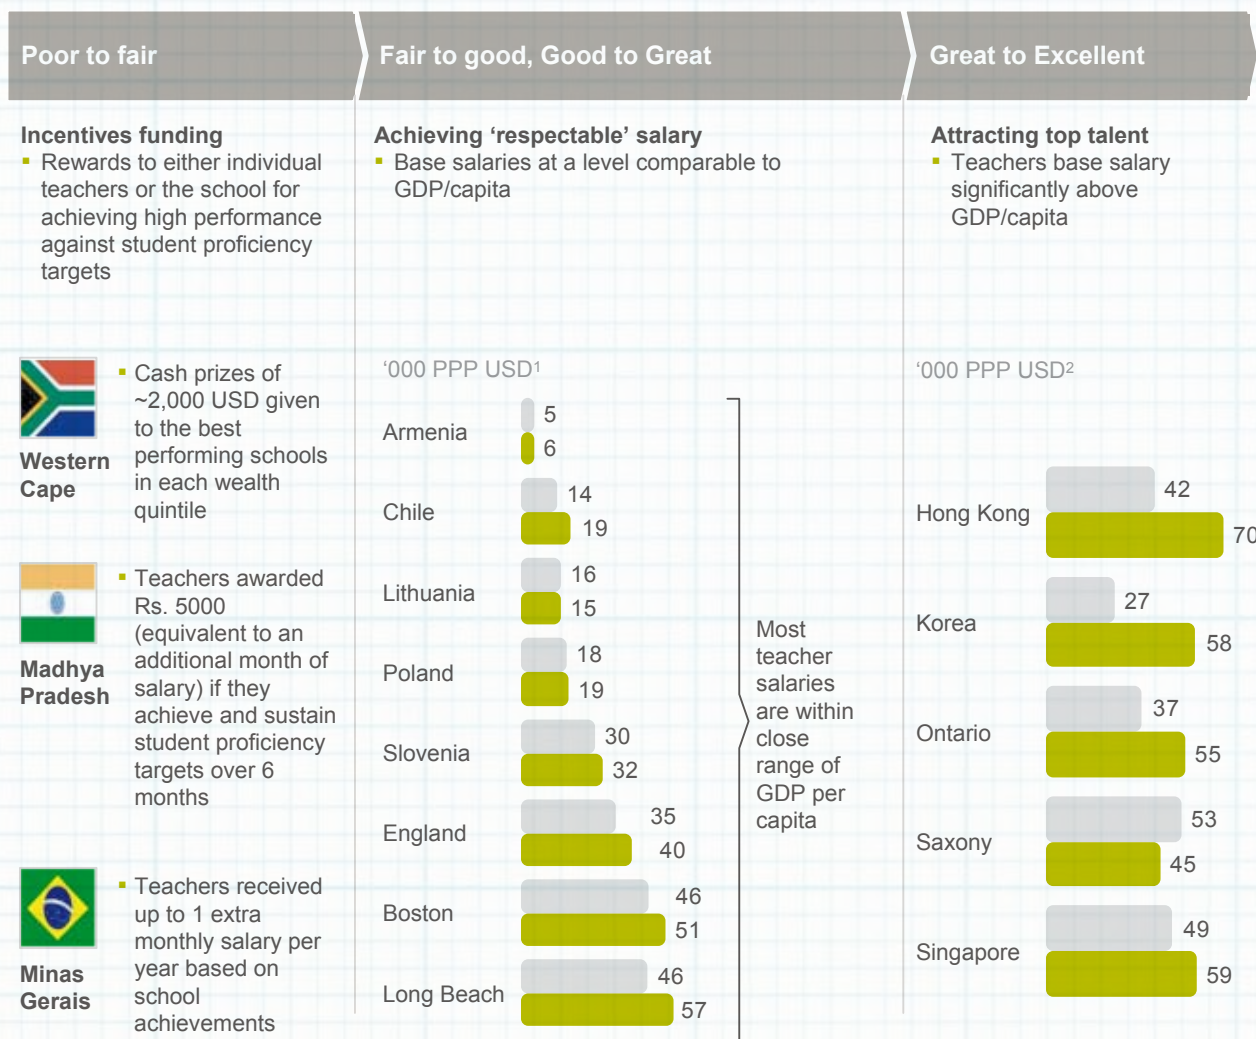 Poor to fair
Fair to good, Good to Great
Great to Excellent
Incentives funding
▪ Rewards to either individual
teachers or the school for
achieving high performance
against student proficiency
targets
Western
Cape
▪ Cash prizes of
~2,000 USD given
to the best
performing schools
in each wealth
quintile
Madhya
Pradesh
▪ Teachers awarded
Rs. 5000
(equivalent to an
additional month of
salary) if they
achieve and sustain
student proficiency
targets over 6
months
Minas
Gerais
▪ Teachers received
up to 1 extra
monthly salary per
year based on
school
achievements
Achieving ‘respectable’ salary
▪ Base salaries at a level comparable to
GDP/capita
‘000 PPP USD¹
Armenia
5
6
Chile
14
19
Lithuania
16
15
Poland
18
19
Slovenia
30
32
England
35
40
Boston
46
51
Long Beach
46
57
Most
teacher
salaries
are within
close
range of
GDP per
capita
Attracting top talent
▪ Teachers base salary
significantly above
GDP/capita
‘000 PPP USD²
Hong Kong
42
70
Korea
27
58
Ontario
37
55
Saxony
53
45
Singapore
49
59